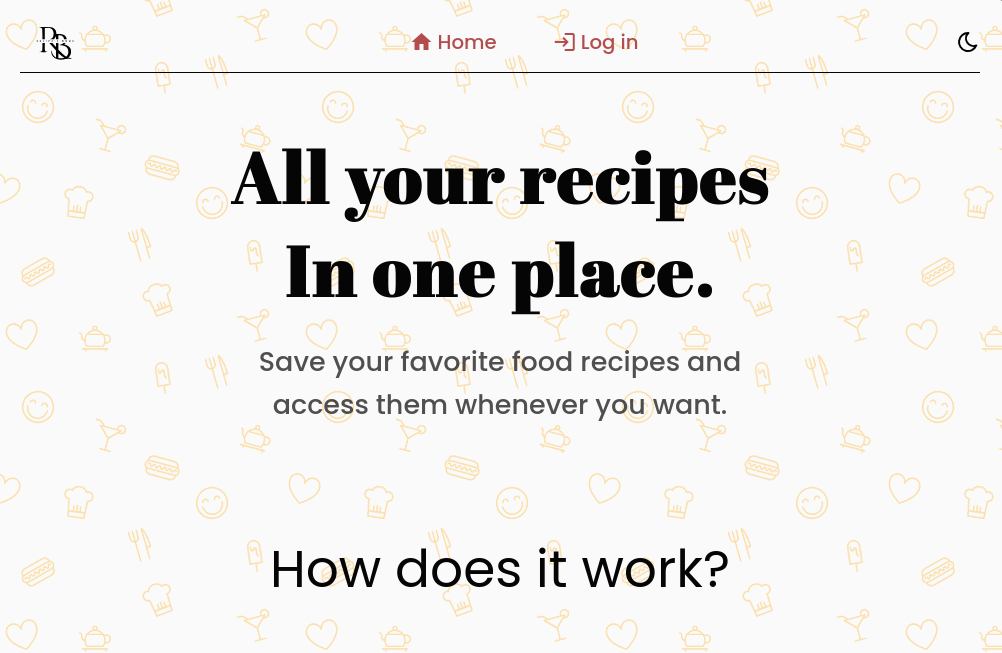 RB
Home
Log in
All your recipes
In one place.
Save your favorite food recipes and
access them whenever you want.
How does it work?